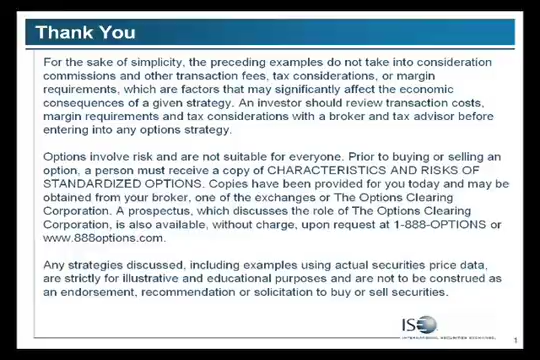 Thank You
For the sake of simplicity, the preceding examples do not take into consideration
commissions and other transaction fees, tax considerations, or margin
requirements, which are factors that may significantly affect the economic
consequences of a given strategy. An investor should review transaction costs,
margin requirements and tax considerations with a broker and tax advisor before
entering into any options strategy.
Options involve risk and are not suitable for everyone. Prior to buying or selling an
option, a person must receive a copy of CHARACTERISTICS AND RISKS OF
STANDARDIZED OPTIONS. Copies have been provided for you today and may be
obtained from your broker, one of the exchanges or The Options Clearing
Corporation. A prospectus, which discusses the role of The Options Clearing
Corporation, is also available, without charge, upon request at 1-888-OPTIONS or
www.888options.com.
Any strategies discussed, including examples using actual securities price data,
are strictly for illustrative and educational purposes and are not to be construed as
an endorsement, recommendation or solicitation to buy or sell securities.
ISE
INTERNATIONAL SECURITIES EXCHANGE.
1